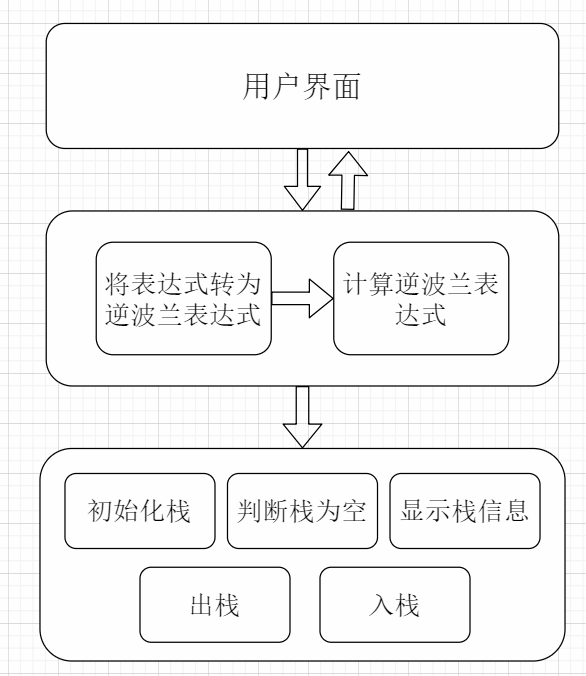 用户界面
将表达式转为
逆波兰表达式
计算逆波兰表
达式
初始化栈
判断栈为空
显示栈信息
出栈
入栈